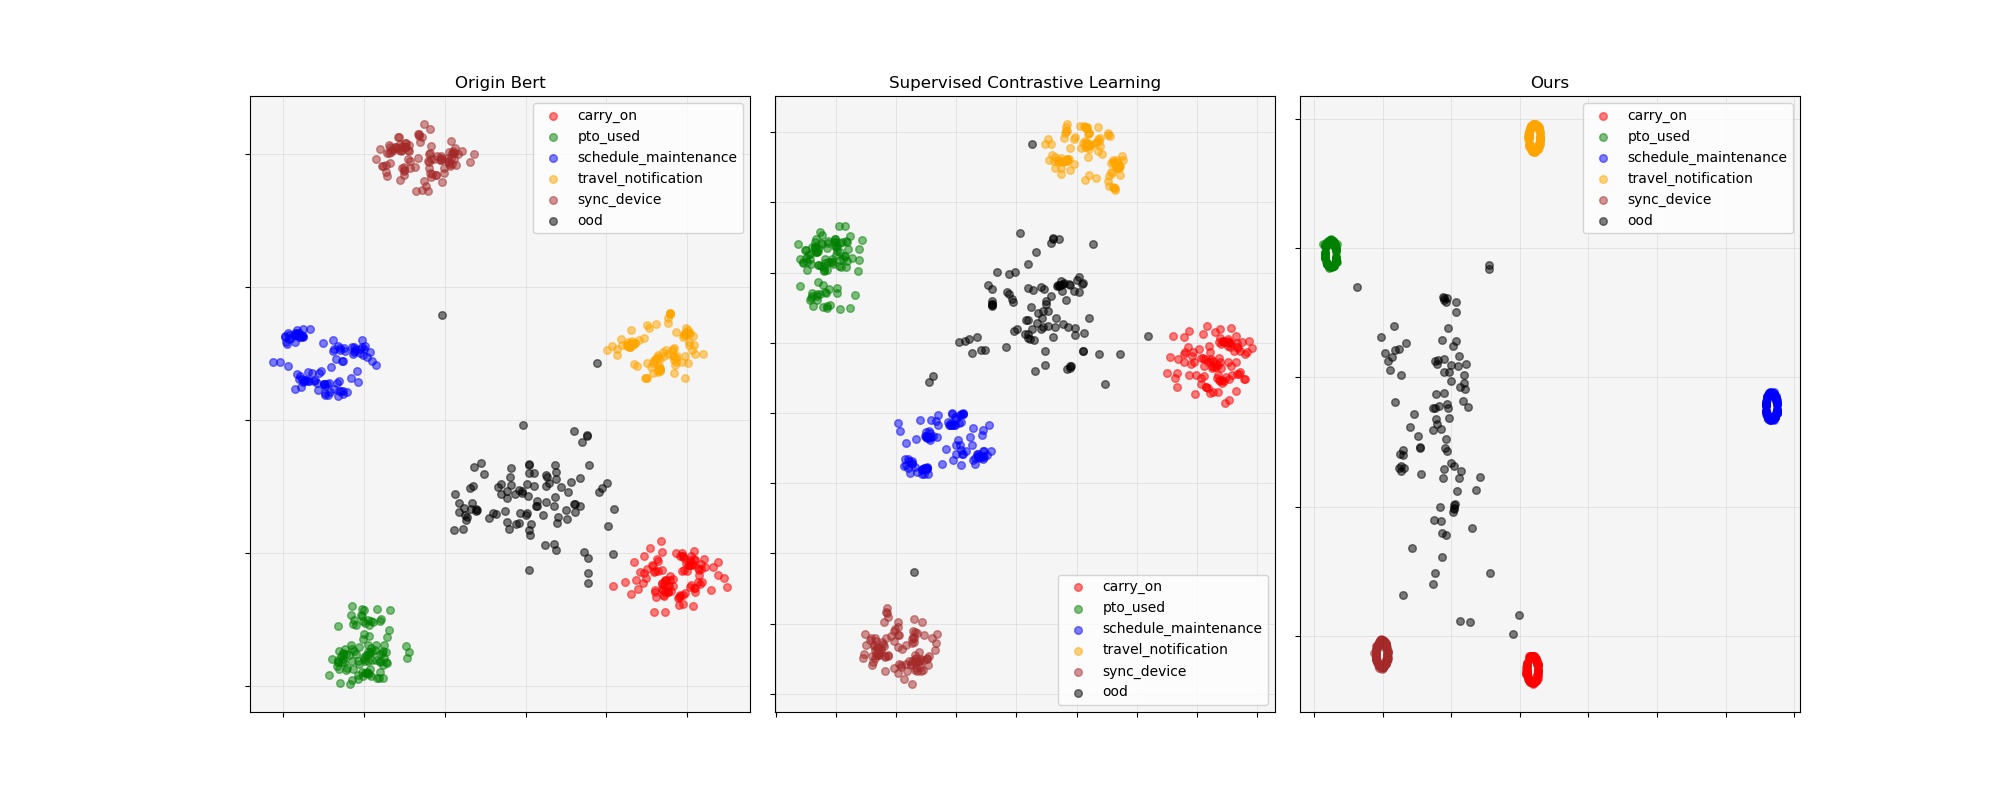 Origin Bert
carry_on
pto_used
schedule_maintenance
travel_notification
sync_device
ood
Supervised Contrastive Learning
carry_on
pto_used
schedule_maintenance
travel_notification
sync_device
ood
Ours
carry_on
pto_used
schedule_maintenance
travel_notification
sync_device
ood